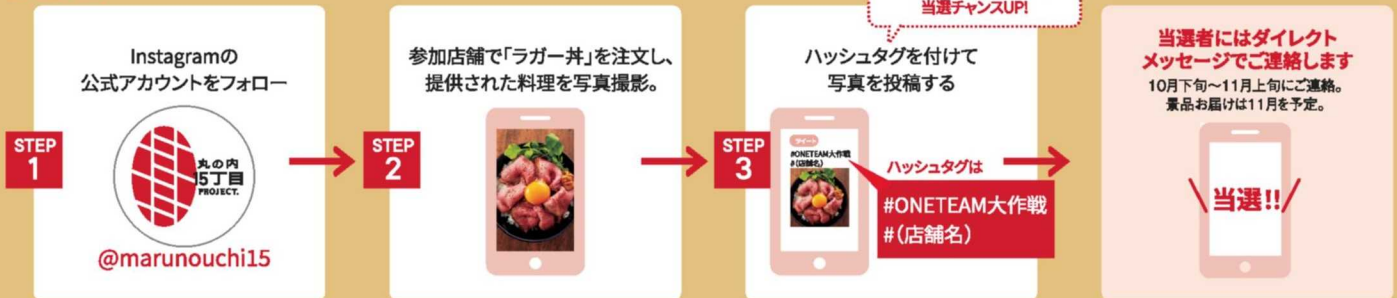 当選チャンスUP!
STEP
1
Instagramの
公式アカウントをフォロー
丸の内
15丁目
PROJECT.
@marunouchi15
STEP
2
参加店舗で「ラガー丼」を注文し、
提供された料理を写真撮影。
STEP
3
ハッシュタグを付けて
写真を投稿する
ツイート
#ONETEAM大作戦
#(店舗名)
ハッシュタグは
#ONETEAM大作戦
#(店舗名)
当選者にはダイレクト
メッセージでご連絡します
10月下旬〜11月上旬にご連絡。
景品お届けは11月を予定。
当選!!